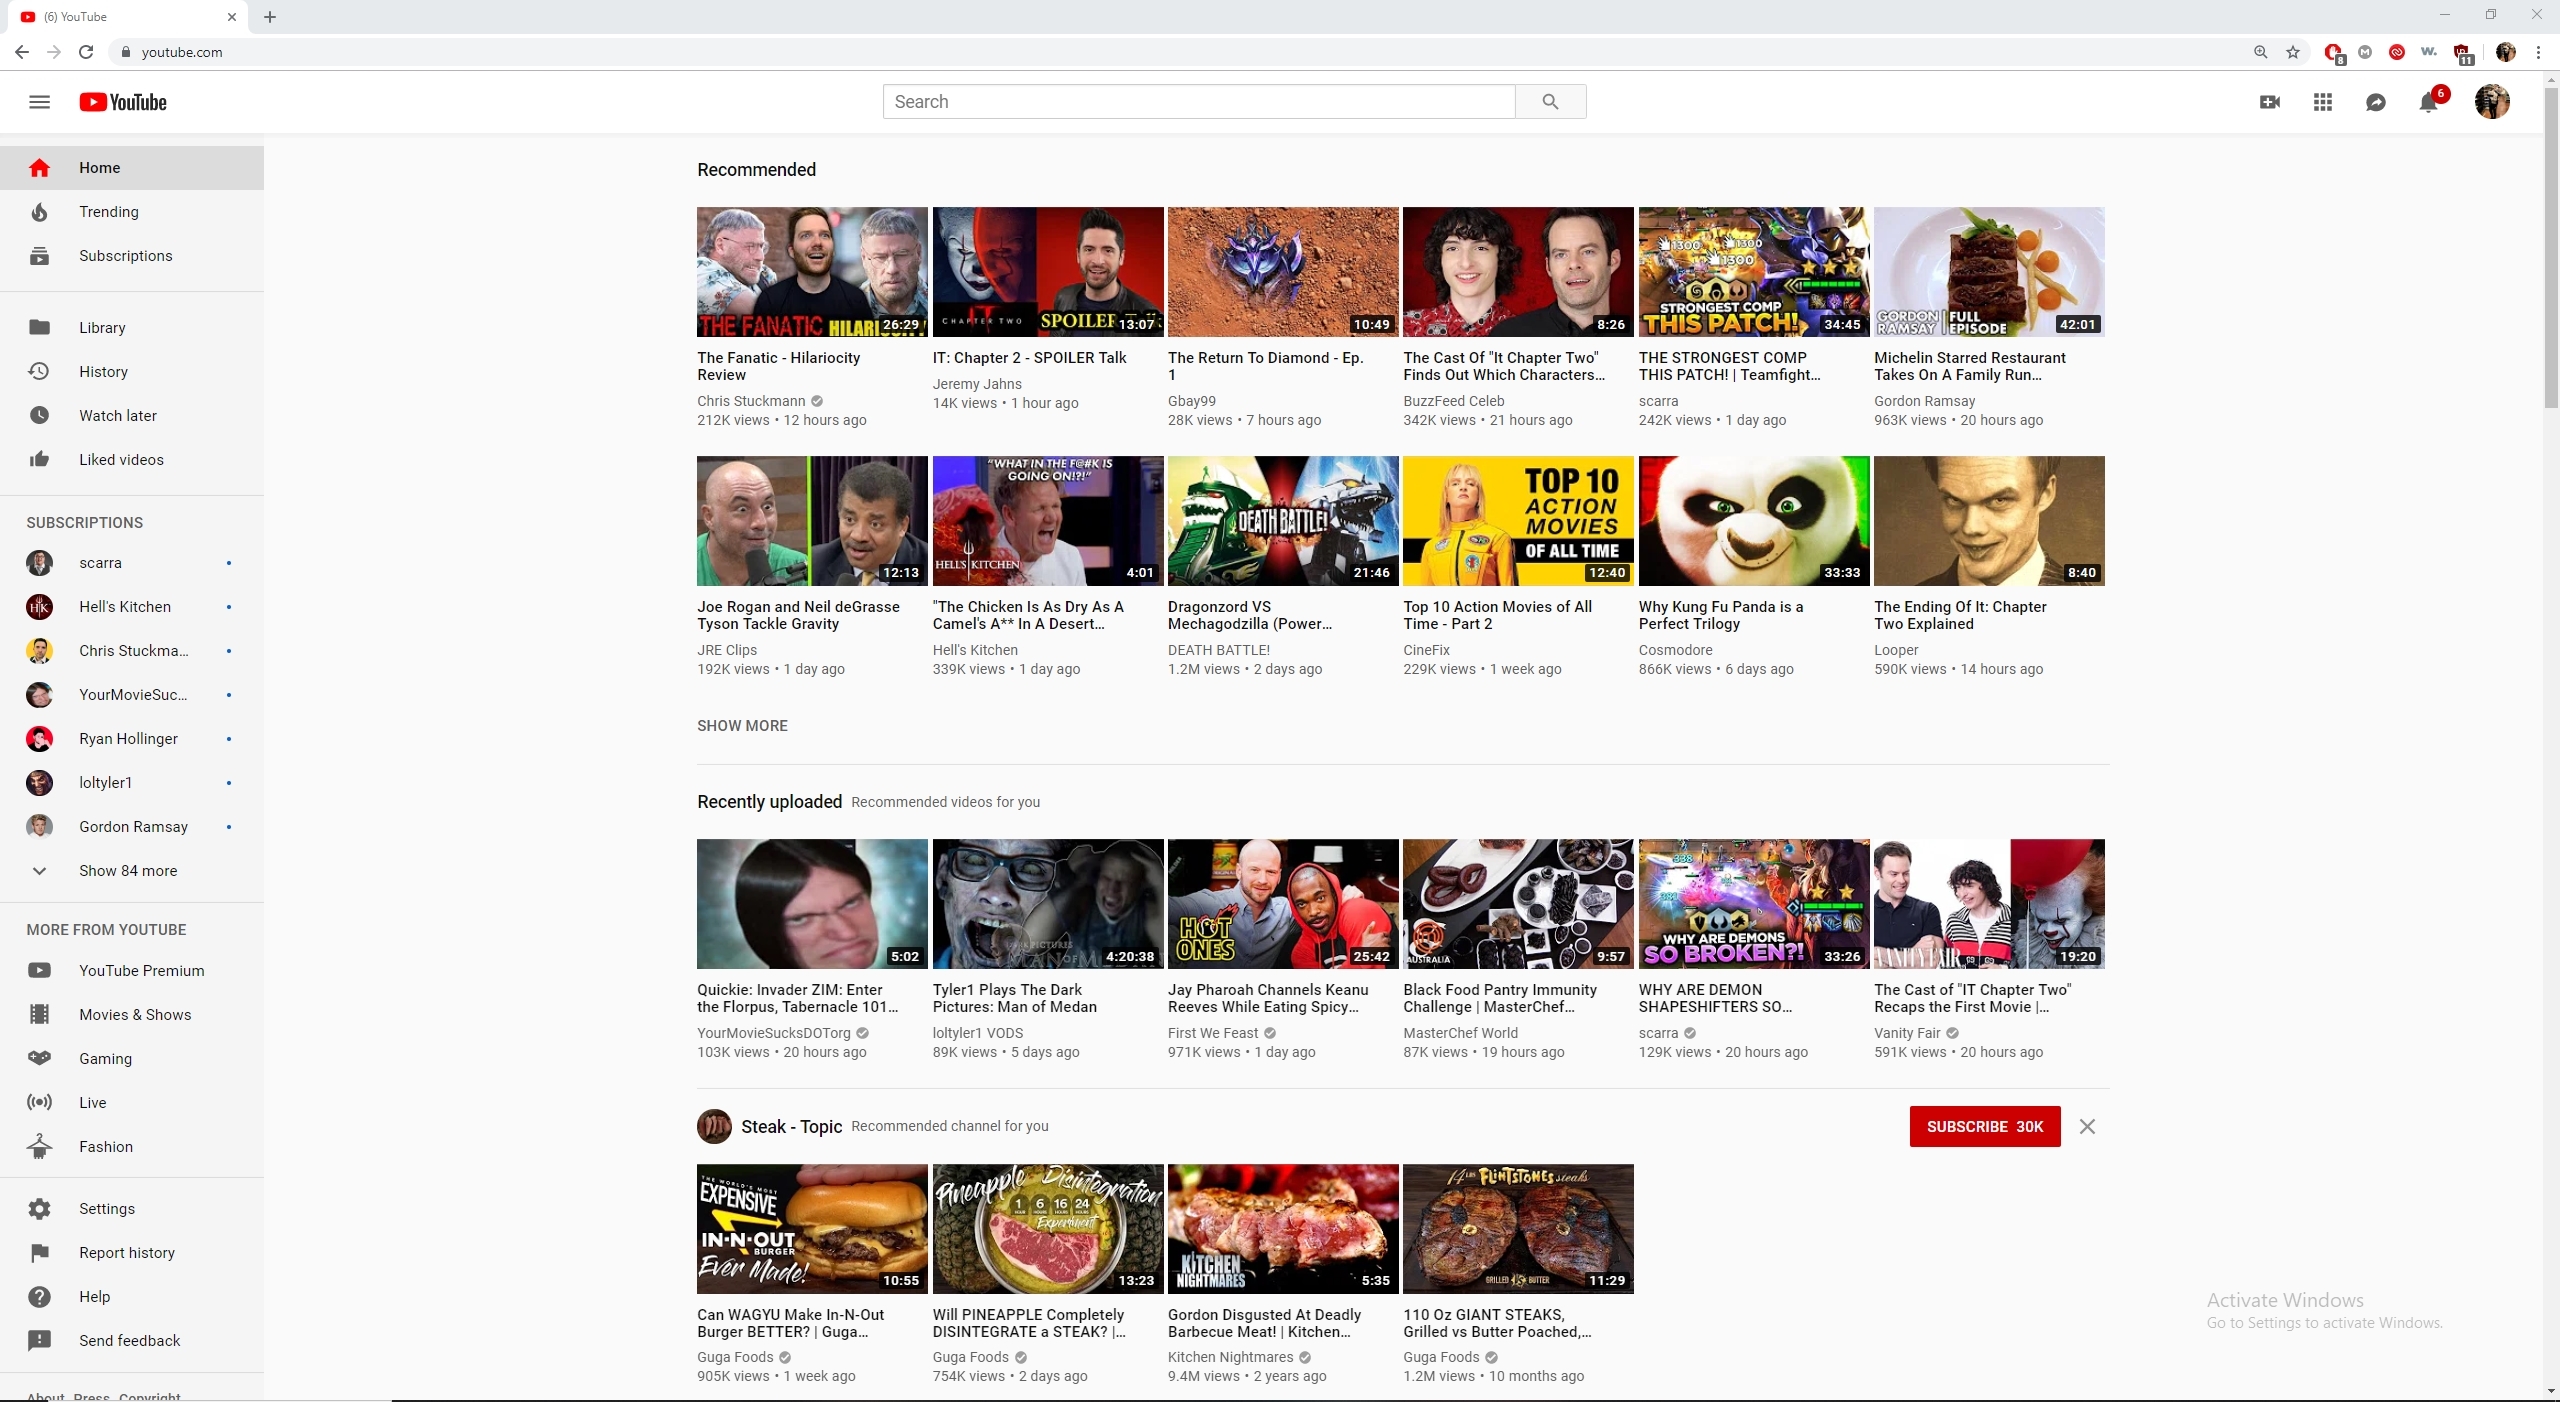 (6) YouTube
youtube.com
8
11
YouTube
Search
6
Home
Trending
Subscriptions
Library
History
Watch later
Liked videos
SUBSCRIPTIONS
scarra
Hell's Kitchen
Chris Stuckma...
YourMovieSuc...
Ryan Hollinger
loltyler1
Gordon Ramsay
Show 84 more
MORE FROM YOUTUBE
YouTube Premium
Movies & Shows
Gaming
Live
Fashion
Settings
Report history
Help
Send feedback
About Press Copyright
Recommended
THE FANATIC
26:29
The Fanatic - Hilariocity
Review
Chris Stuckmann
212K views • 12 hours ago
CHAPTER TWO
13:07
IT: Chapter 2 - SPOILER Talk
Jeremy Jahns
14K views • 1 hour ago
10:49
The Return To Diamond - Ep.
1
Gbay99
28K views • 7 hours ago
8:26
The Cast Of "It Chapter Two"
Finds Out Which Characters...
BuzzFeed Celeb
342K views • 21 hours ago
1300
1300
1300
STRONGEST COMP
THIS PATCH!
34:45
THE STRONGEST COMP
THIS PATCH! | Teamfight...
scarra
242K views • 1 day ago
GORDON RAMSAY
FULL EPISODE
42:01
Michelin Starred Restaurant
Takes On A Family Run...
Gordon Ramsay
963K views • 20 hours ago
12:13
Joe Rogan and Neil deGrasse
Tyson Tackle Gravity
JRE Clips
192K views • 1 day ago
"WHAT IN THE F@#K IS
GOING ON!?!"
HELL'S KITCHEN
4:01
"The Chicken Is As Dry As A
Camel's A** In A Desert...
Hell's Kitchen
339K views • 1 day ago
DEATH BATTLE!
21:46
Dragonzord VS
Mechagodzilla (Power...
DEATH BATTLE!
1.2M views • 2 days ago
TOP 10
ACTION
MOVIES
OF ALL TIME
12:40
Top 10 Action Movies of All
Time - Part 2
CineFix
229K views • 1 week ago
33:33
Why Kung Fu Panda is a
Perfect Trilogy
Cosmodore
866K views • 6 days ago
8:40
The Ending Of It: Chapter
Two Explained
Looper
590K views • 14 hours ago
SHOW MORE
Recently uploaded Recommended videos for you
5:02
Quickie: Invader ZIM: Enter
the Florpus, Tabernacle 101...
YourMovieSucksDOTorg
103K views • 20 hours ago
4:20:38
Tyler1 Plays The Dark
Pictures: Man of Medan
loltyler1 VODS
89K views • 5 days ago
HOT
ONES
25:42
Jay Pharoah Channels Keanu
Reeves While Eating Spicy...
First We Feast
971K views • 1 day ago
AUSTRALIA
9:57
Black Food Pantry Immunity
Challenge | MasterChef...
MasterChef World
87K views • 19 hours ago
338
WHY ARE DEMONS
SO BROKEN?!
33:26
WHY ARE DEMON
SHAPESHIFTERS SO...
scarra
129K views • 20 hours ago
VANITY FAIR
19:20
The Cast of "IT Chapter Two"
Recaps the First Movie |...
Vanity Fair
591K views • 20 hours ago
Steak - Topic Recommended channel for you
SUBSCRIBE 30K
THE WORLD'S MOST
EXPENSIVE
IN-N-OUT
BURGER
Ever Made!
10:55
Can WAGYU Make In-N-Out
Burger BETTER? | Guga...
Guga Foods
905K views • 1 week ago
Pineapple Disintegration
1 6 16 24
Experiment
13:23
Will PINEAPPLE Completely
DISINTEGRATE a STEAK? |...
Guga Foods
754K views • 2 days ago
KITCHEN
NIGHTMARES
5:35
Gordon Disgusted At Deadly
Barbecue Meat! | Kitchen...
Kitchen Nightmares
9.4M views • 2 years ago
14 LBS FLINTSTONES steaks
GRILLED VS BUTTER
11:29
110 Oz GIANT STEAKS,
Grilled vs Butter Poached,...
Guga Foods
1.2M views • 10 months ago
Activate Windows
Go to Settings to activate Windows.